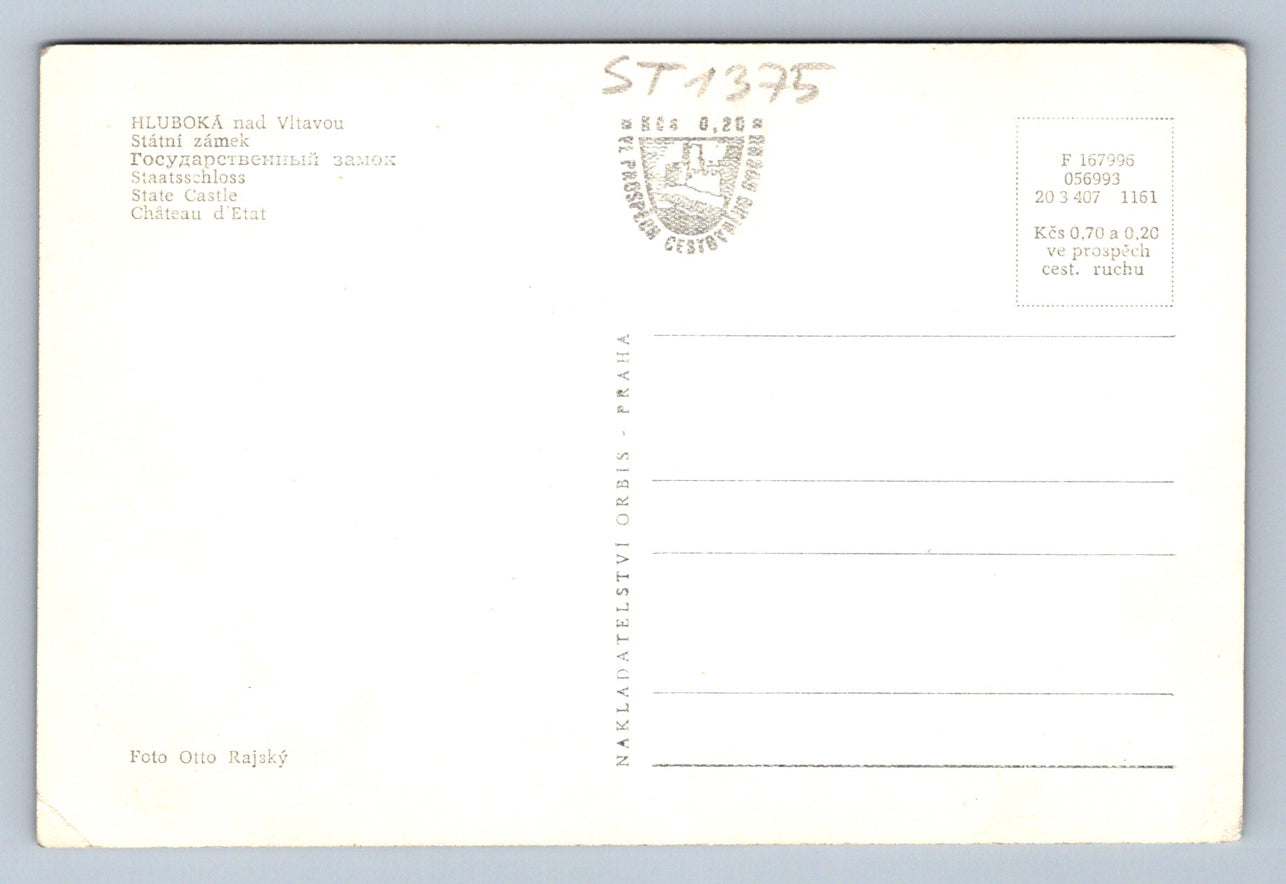 ST 1375
HLUBOKÁ nad Vltavou
Státní zámek
Государственный замок
Staatsschloss
State Castle
Château d'Etat
Kčs 0,20
VE PROSPĚCH CESTOVNÍHO RUCHU
F 167996
056993
20 3 407 1161
Kčs 0,70 a 0,20
ve prospěch
cest. ruchu
NAKLADATELSTVÍ ORBIS - PRAHA
Foto Otto Rajský